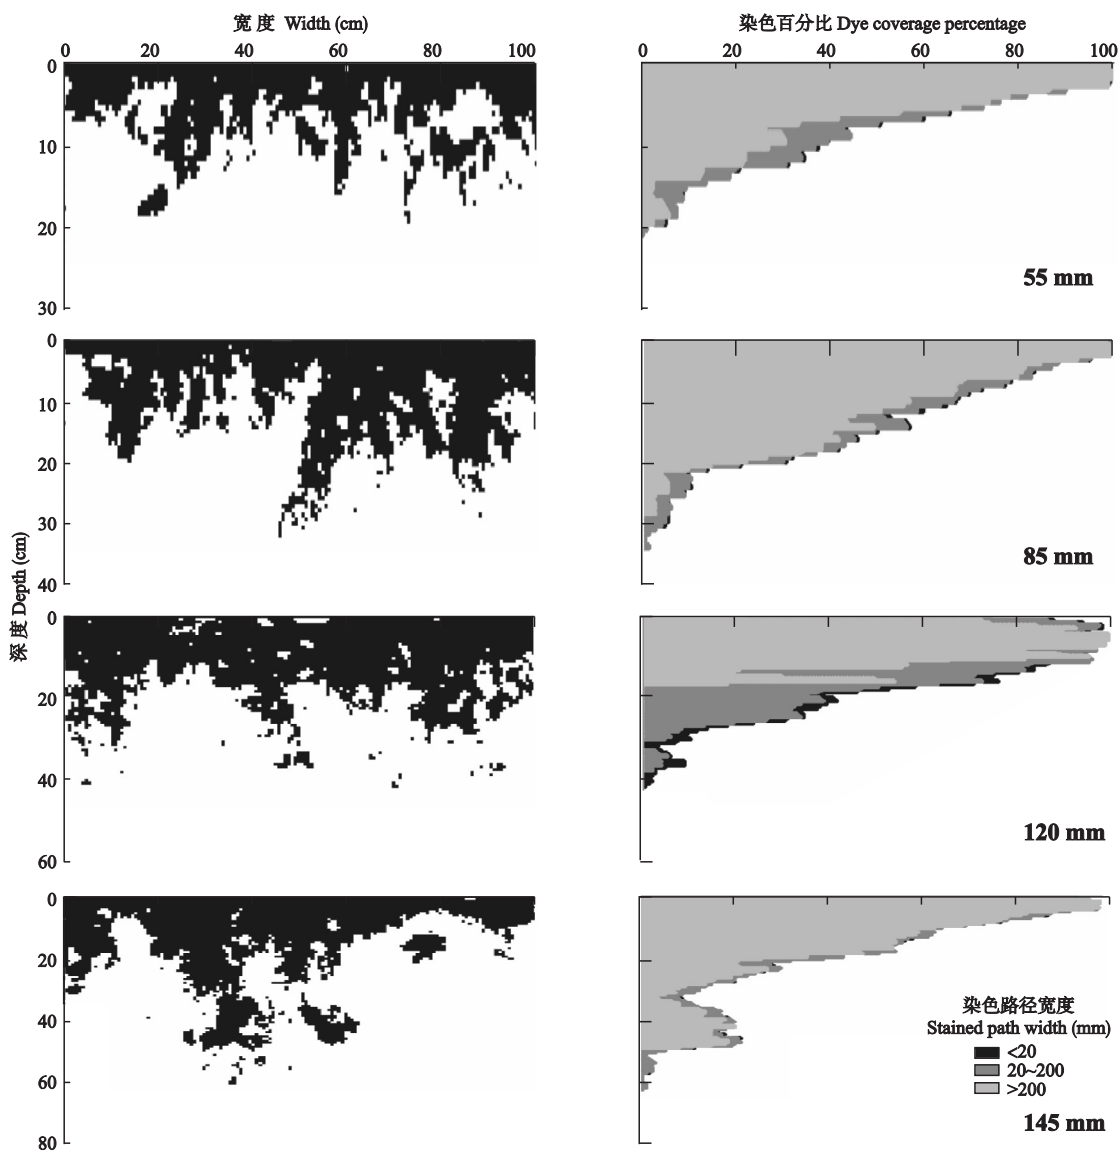 宽 度 Width (cm)
0 20 40 60 80 100
染色百分比 Dye coverage percentage
0 20 40 60 80 100
0
10
20
30
55 mm
0
10
20
30
40
85 mm
深 度 Depth (cm)
0
20
40
60
120 mm
0
20
40
60
80
染色路径宽度
Stained path width (mm)
<20
20~200
>200
145 mm